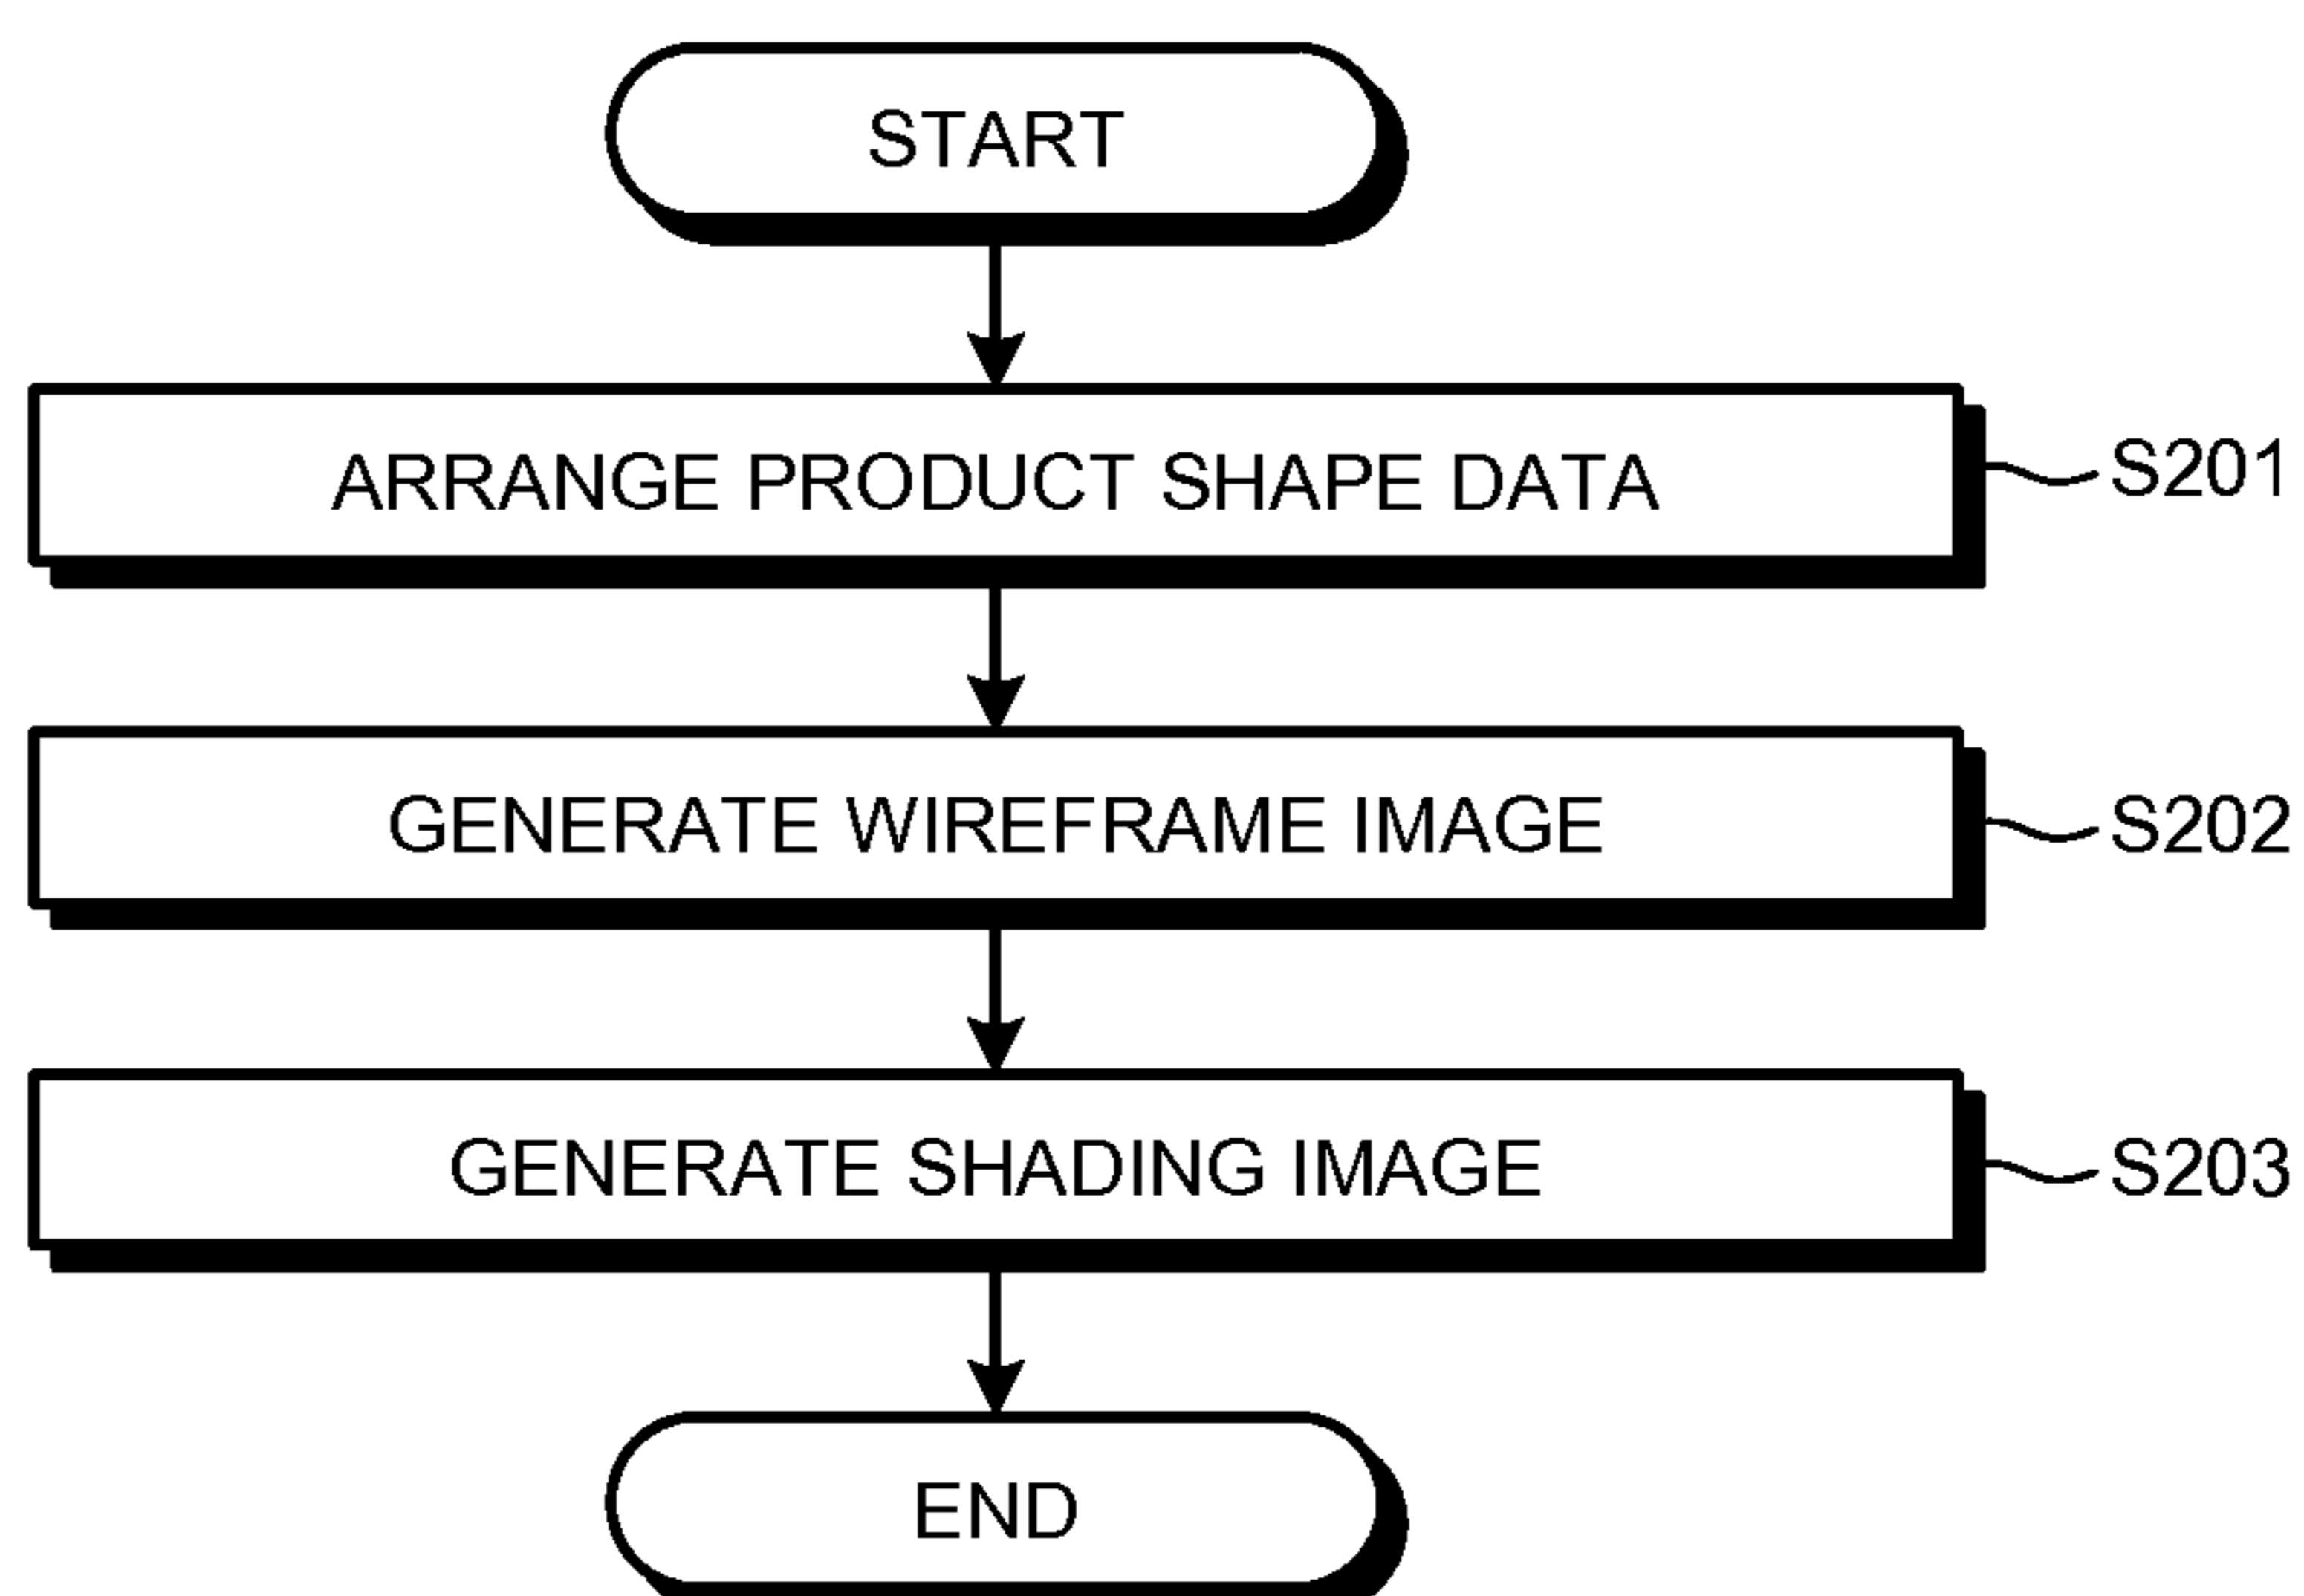 START
ARRANGE PRODUCT SHAPE DATA
S201
GENERATE WIREFRAME IMAGE
S202
GENERATE SHADING IMAGE
S203
END